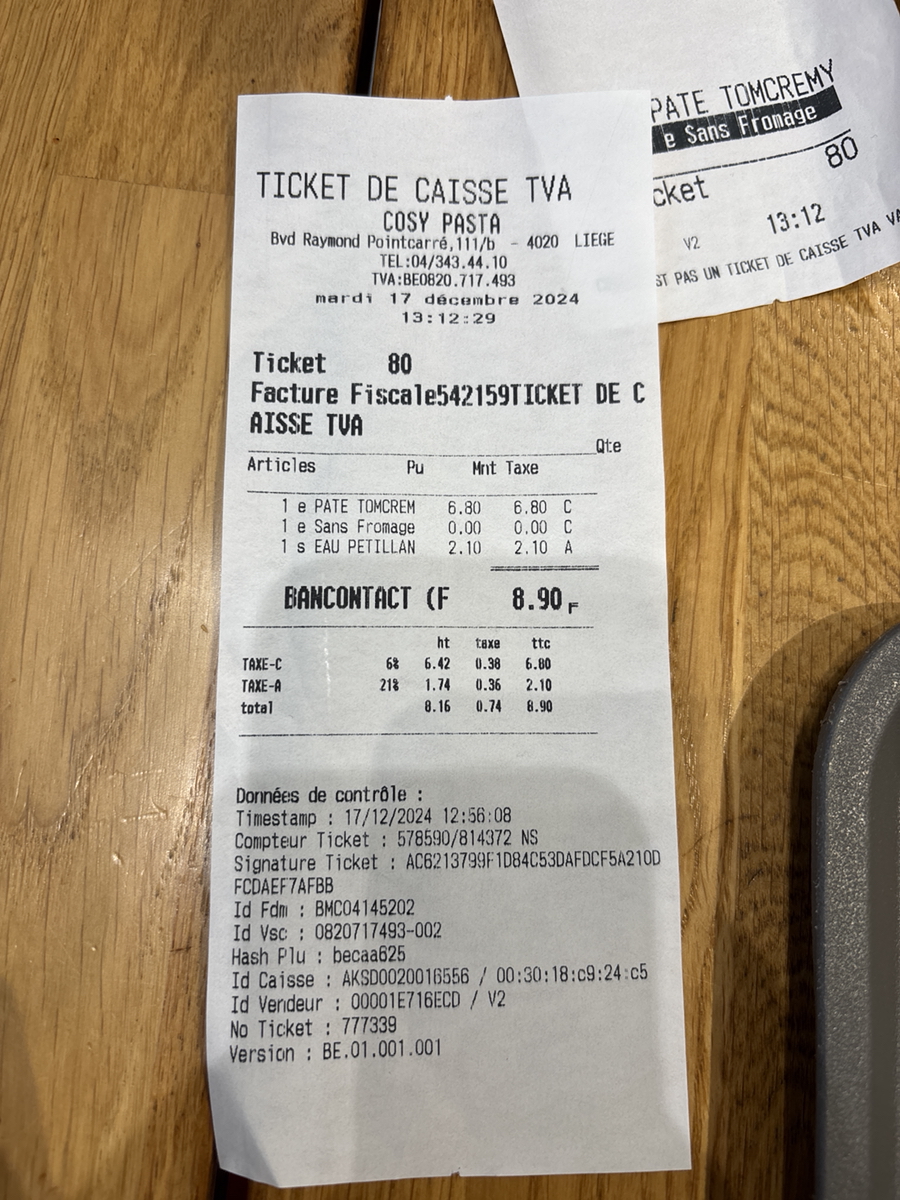 TICKET DE CAISSE TVA
COSY PASTA
Bvd Raymond Pointcarré,111/b - 4020 LIEGE
TEL:04/343.44.10
TVA:BE0820.717.493
mardi 17 décembre 2024
13:12:29
Ticket 80
Facture Fiscale542159TICKET DE C
AISSE TVA
Qte
Articles Pu Mnt Taxe
1 e PATE TOMCREM 6.80 6.80 C
1 e Sans Fromage 0.00 0.00 C
1 s EAU PETILLAN 2.10 2.10 A
BANCONTACT (F 8.90 F
ht taxe ttc
TAXE-C 6% 6.42 0.38 6.80
TAXE-A 21% 1.74 0.36 2.10
total 8.16 0.74 8.90
Données de contrôle :
Timestamp : 17/12/2024 12:56:08
Compteur Ticket : 578590/814372 NS
Signature Ticket : AC6213799F1D84C53DAFDCF5A210D
FCDAEF7AFBB
Id Fdm : BMC04145202
Id Vsc : 0820717493-002
Hash Plu : becaa625
Id Caisse : AKSD0020016556 / 00:30:18:c9:24:c5
Id Vendeur : 00001E716ECD / V2
No Ticket : 777339
Version : BE.01.001.001
PATE TOMCREMY
e Sans Fromage
cket 80
V2 13:12
ST PAS UN TICKET DE CAISSE TVA VA